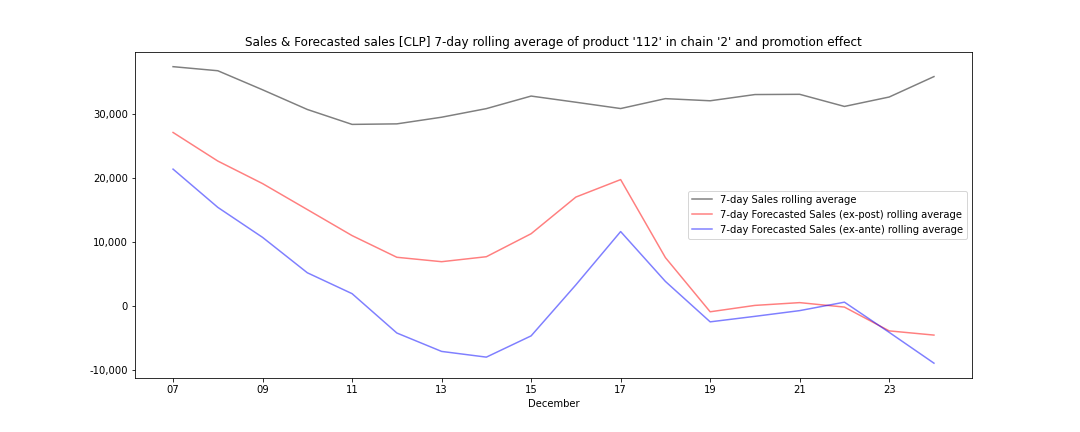 Sales & Forecasted sales [CLP] 7-day rolling average of product '112' in chain '2' and promotion effect
30,000
20,000
10,000
0
-10,000
7-day Sales rolling average
7-day Forecasted Sales (ex-post) rolling average
7-day Forecasted Sales (ex-ante) rolling average
07 09 11 13 15 17 19 21 23
December